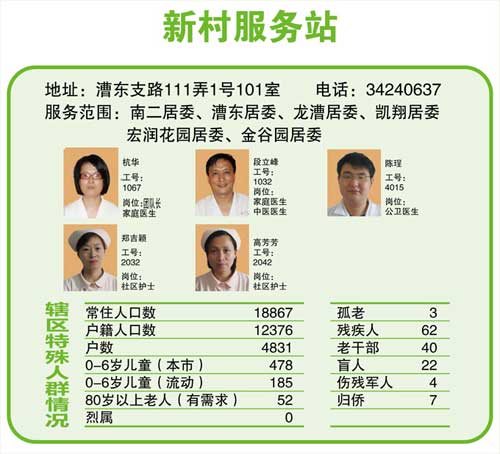 新村服务站
地址：漕东支路111弄1号101室 电话：34240637
服务范围：南二居委、漕东居委、龙漕居委、凯翔居委
宏润花园居委、金谷园居委
杭华
工号：
1067
岗位：团队长
家庭医生
段立峰
工号：
1032
岗位：
家庭医生
中医医生
陈珵
工号：
4015
岗位：
公卫医生
郑吉颖
工号：
2032
岗位：
社区护士
高芳芳
工号：
2042
岗位：
社区护士
辖区特殊人群情况
常住人口数 18867
户籍人口数 12376
户数 4831
0-6岁儿童（本市） 478
0-6岁儿童（流动） 185
80岁以上老人（有需求） 52
烈属 0
孤老 3
残疾人 62
老干部 40
盲人 22
伤残军人 4
归侨 7